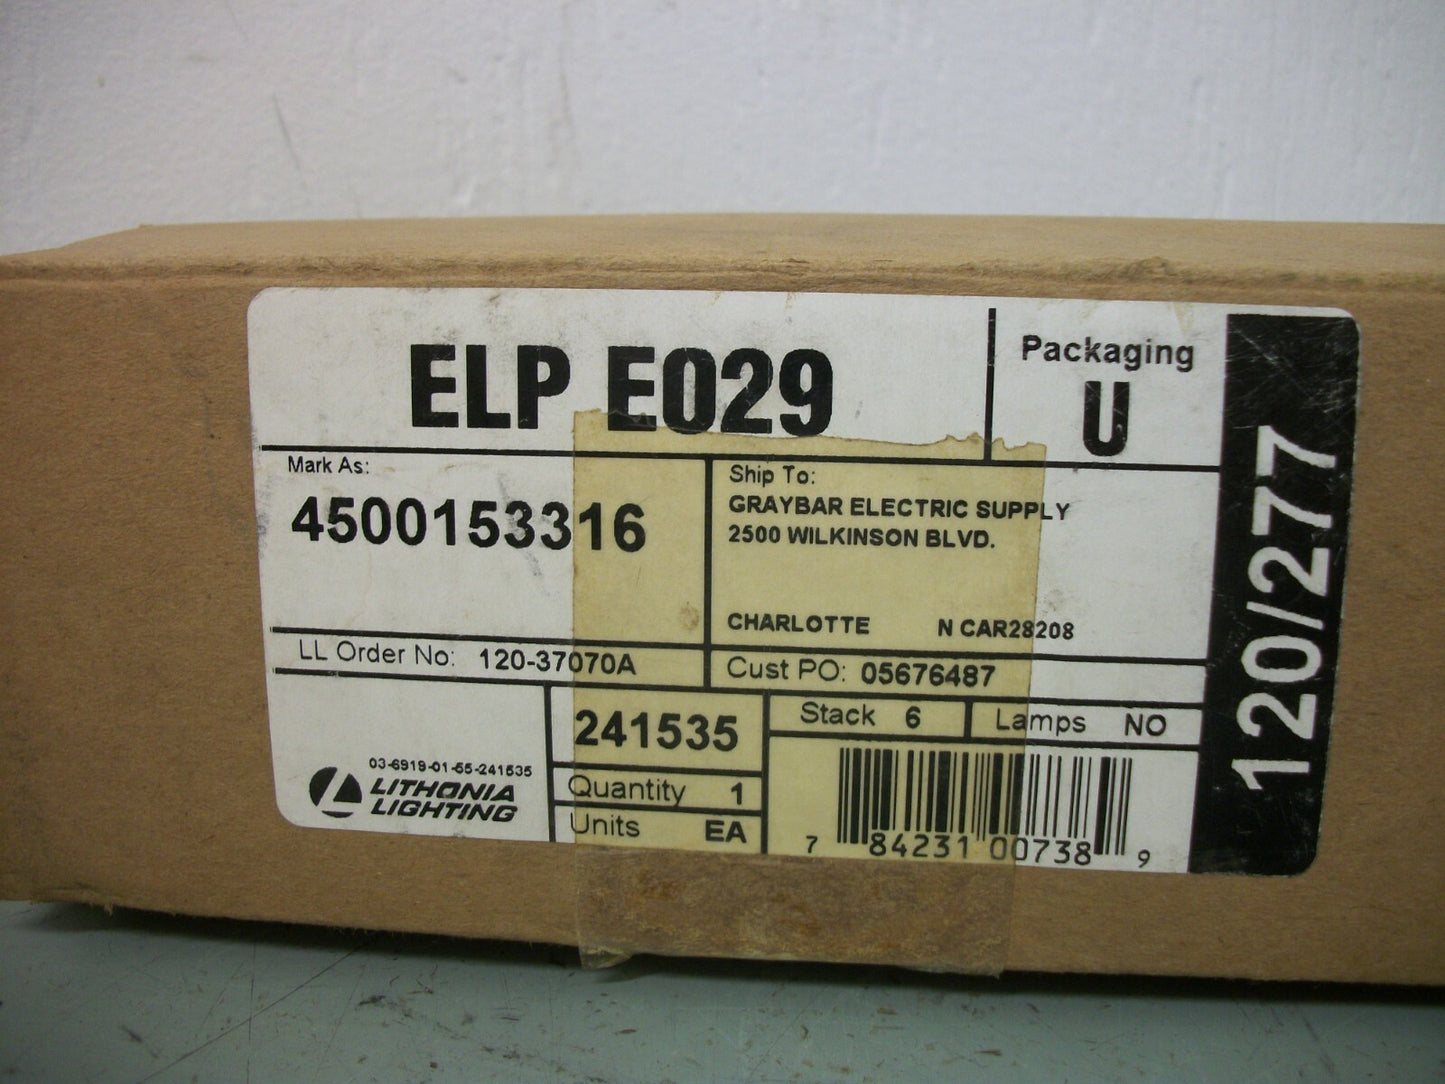 ELP E029
Packaging
U
120/277
Mark As:
4500153316
Ship To:
GRAYBAR ELECTRIC SUPPLY
2500 WILKINSON BLVD.
CHARLOTTE N CAR28208
LL Order No: 120-37070A
Cust PO: 05676487
241535
Stack 6
Lamps NO
03-6919-01-55-241535
LITHONIA
LIGHTING
Quantity 1
Units EA
7 84231 00738 9